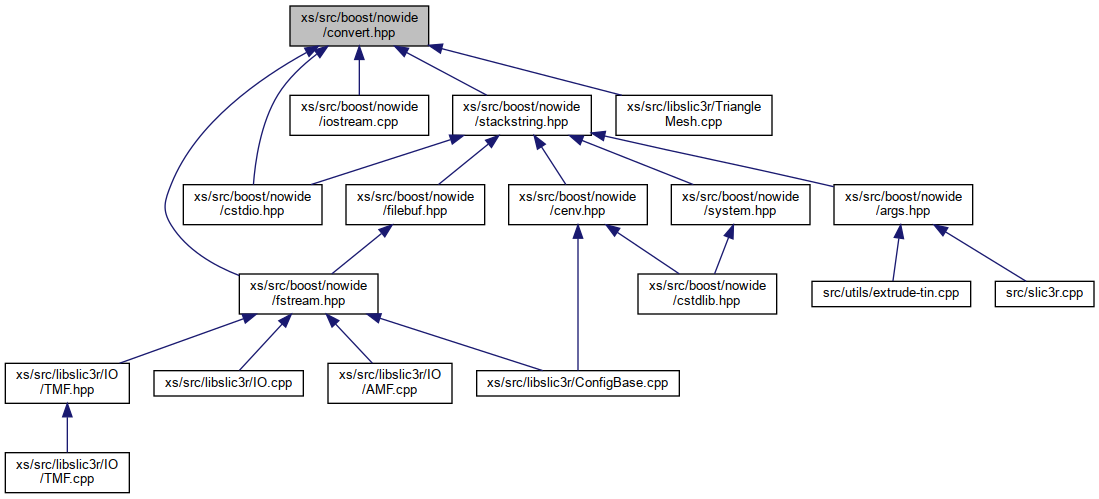 xs/src/boost/nowide
/convert.hpp
xs/src/boost/nowide
/iostream.cpp
xs/src/boost/nowide
/stackstring.hpp
xs/src/libslic3r/Triangle
Mesh.cpp
xs/src/boost/nowide
/cstdio.hpp
xs/src/boost/nowide
/filebuf.hpp
xs/src/boost/nowide
/cenv.hpp
xs/src/boost/nowide
/system.hpp
xs/src/boost/nowide
/args.hpp
xs/src/boost/nowide
/fstream.hpp
xs/src/boost/nowide
/cstdlib.hpp
src/utils/extrude-tin.cpp
src/slic3r.cpp
xs/src/libslic3r/IO
/TMF.hpp
xs/src/libslic3r/IO.cpp
xs/src/libslic3r/IO
/AMF.cpp
xs/src/libslic3r/ConfigBase.cpp
xs/src/libslic3r/IO
/TMF.cpp